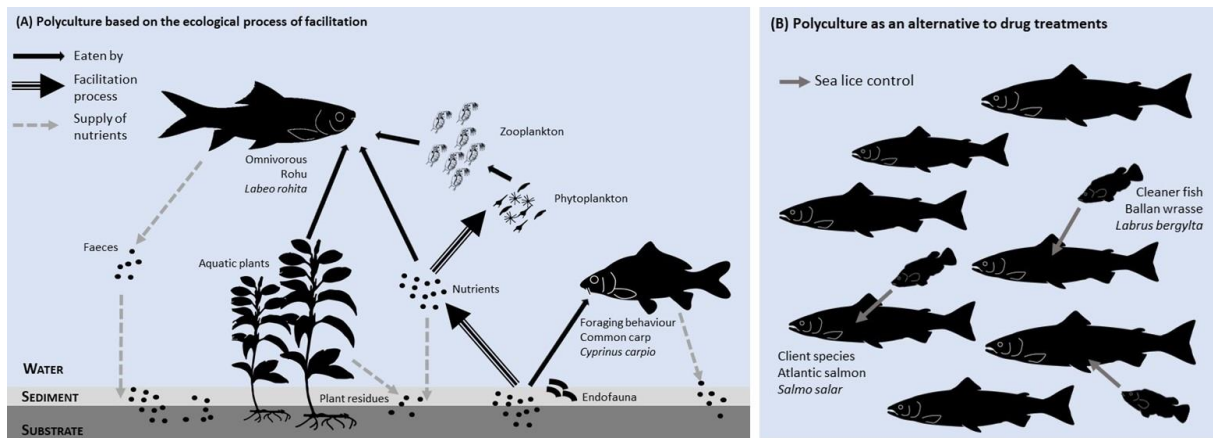 (A) Polyculture based on the ecological process of facilitation
Eaten by
Facilitation
process
Supply of
nutrients
Omnivorous
Rohu
Labeo rohita
Zooplankton
Phytoplankton
Faeces
Aquatic plants
Nutrients
Foraging behaviour
Common carp
Cyprinus carpio
WATER
SEDIMENT
Plant residues
Endofauna
SUBSTRATE
(B) Polyculture as an alternative to drug treatments
Sea lice control
Cleaner fish
Ballan wrasse
Labrus bergylta
Client species
Atlantic salmon
Salmo salar